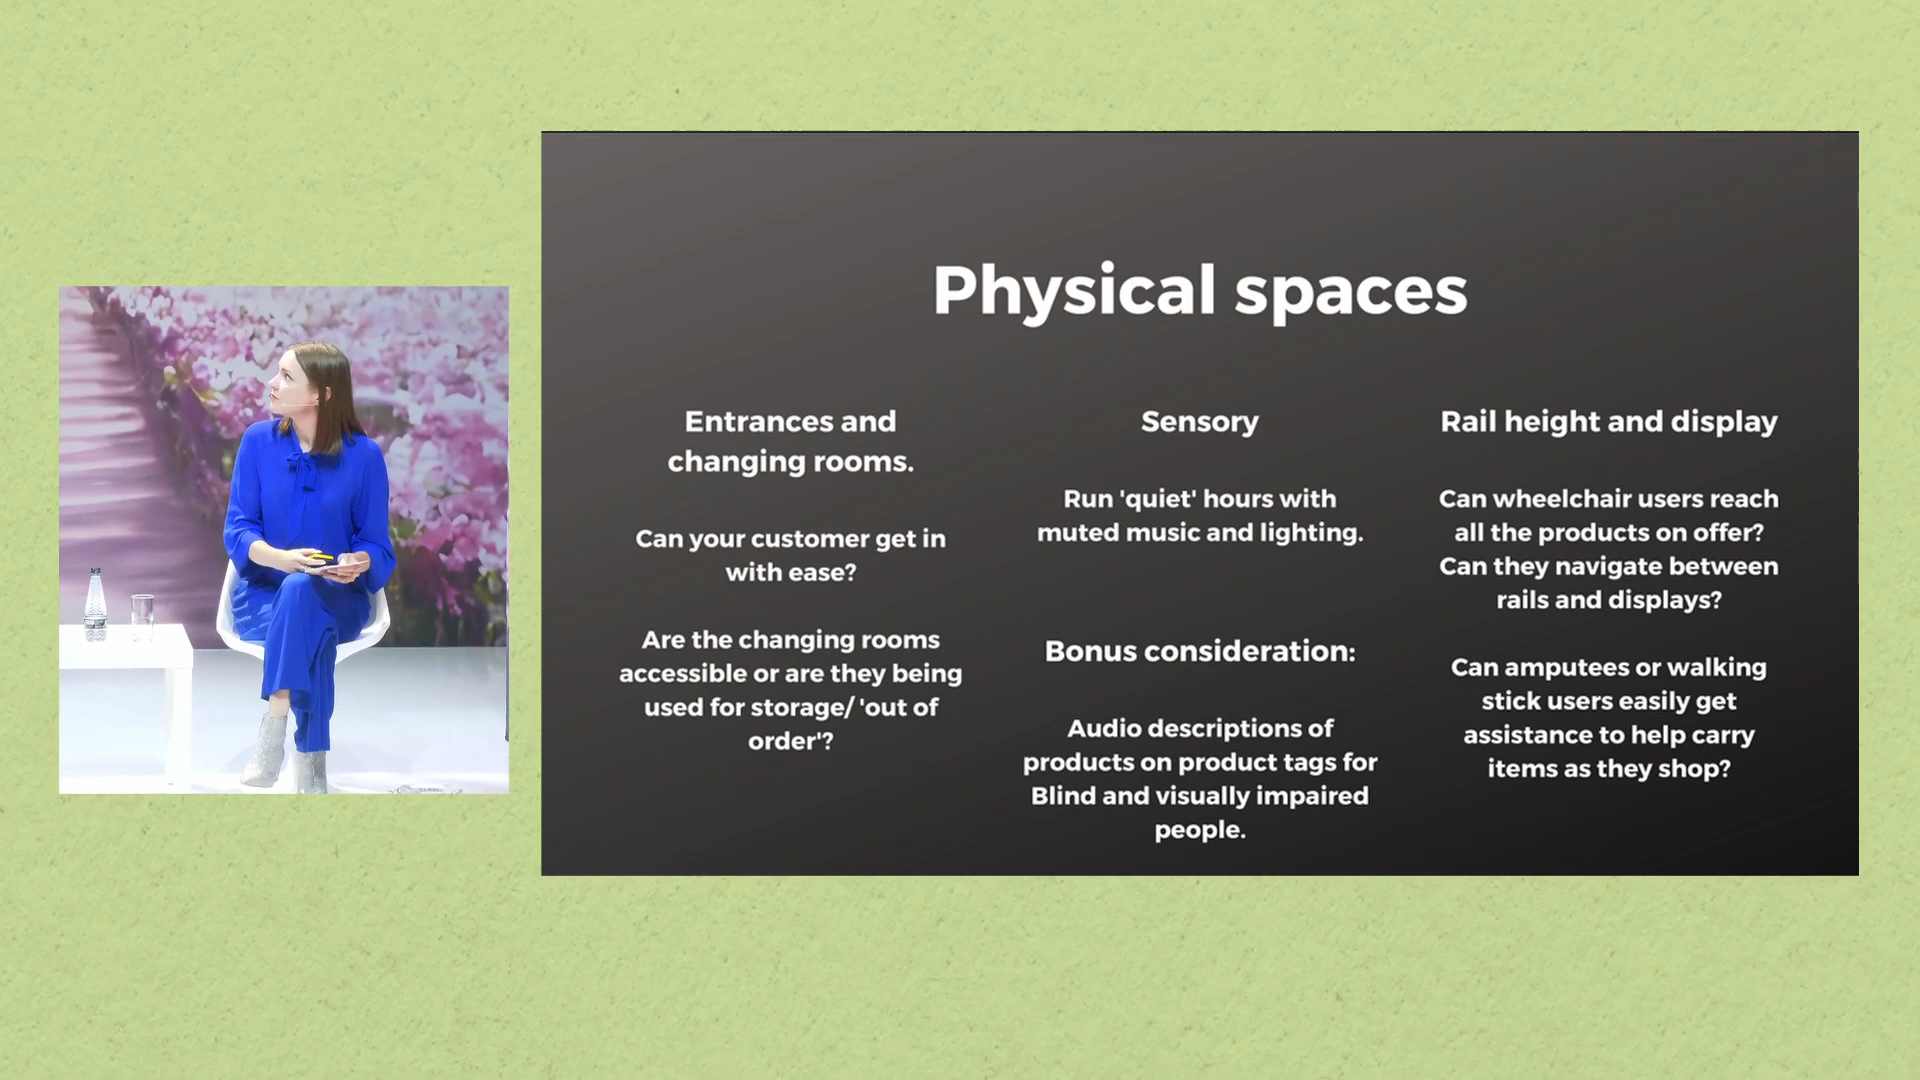 Physical spaces
Entrances and
changing rooms.
Can your customer get in
with ease?
Are the changing rooms
accessible or are they being
used for storage/ 'out of
order'?
Sensory
Run 'quiet' hours with
muted music and lighting.
Bonus consideration:
Audio descriptions of
products on product tags for
Blind and visually impaired
people.
Rail height and display
Can wheelchair users reach
all the products on offer?
Can they navigate between
rails and displays?
Can amputees or walking
stick users easily get
assistance to help carry
items as they shop?